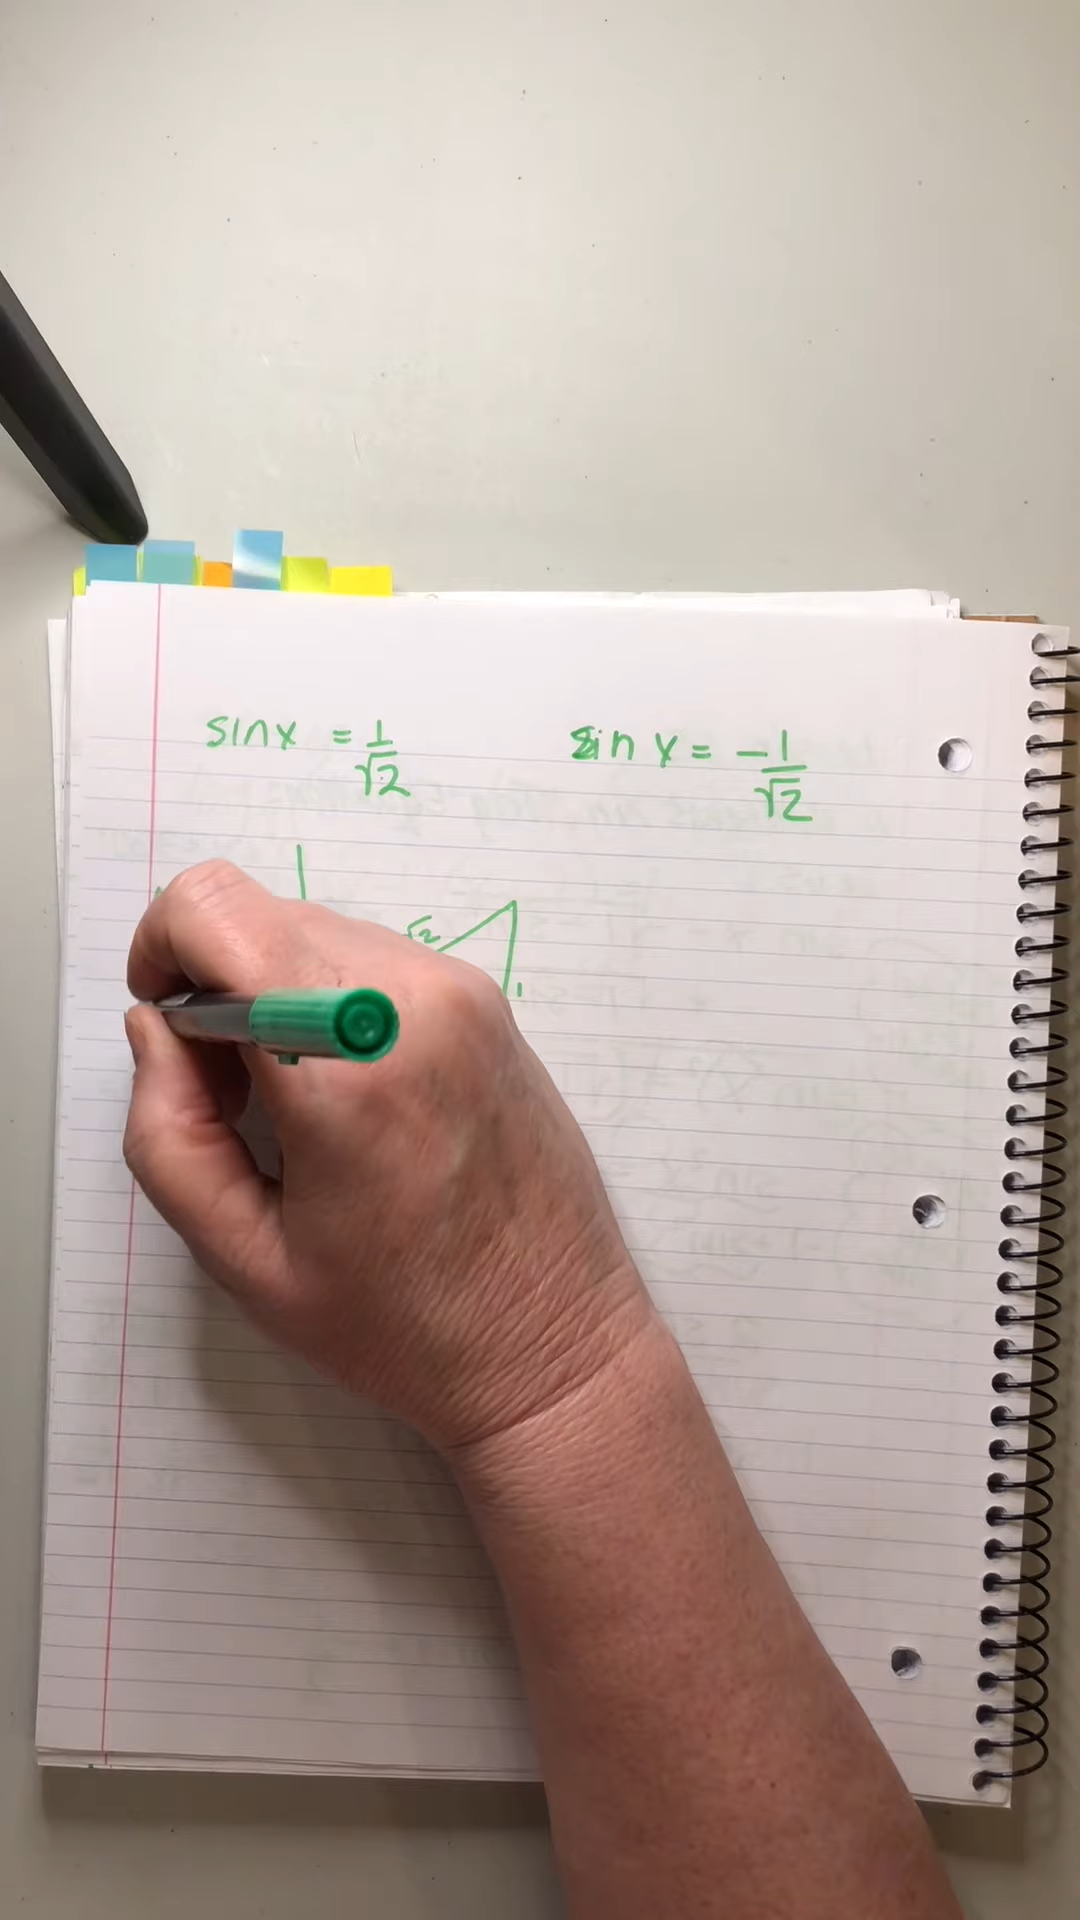 sin x = 1/√2
sin x = -1/√2
√2
1